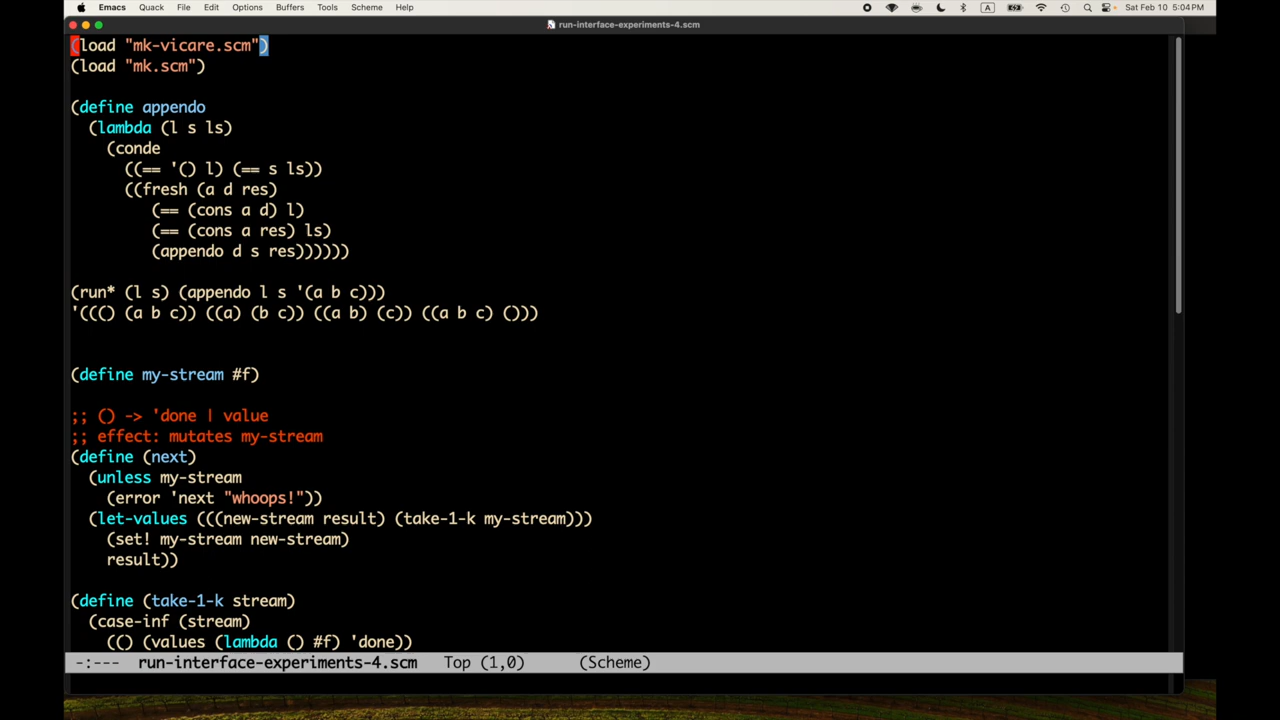 Emacs Quack File Edit Options Buffers Tools Scheme Help A Sat Feb 10 5:04 PM
run-interface-experiments-4.scm
(load "mk-vicare.scm")
(load "mk.scm")
(define appendo
(lambda (l s ls)
(conde
((== '() l) (== s ls))
((fresh (a d res)
(== (cons a d) l)
(== (cons a res) ls)
(appendo d s res))))))
(run* (l s) (appendo l s '(a b c)))
'((() (a b c)) ((a) (b c)) ((a b) (c)) ((a b c) ()))
(define my-stream #f)
;; () -> 'done | value
;; effect: mutates my-stream
(define (next)
(unless my-stream
(error 'next "whoops!"))
(let-values (((new-stream result) (take-1-k my-stream)))
(set! my-stream new-stream)
result))
(define (take-1-k stream)
(case-inf (stream)
(() (values (lambda () #f) 'done))
-:--- run-interface-experiments-4.scm Top (1,0) (Scheme)